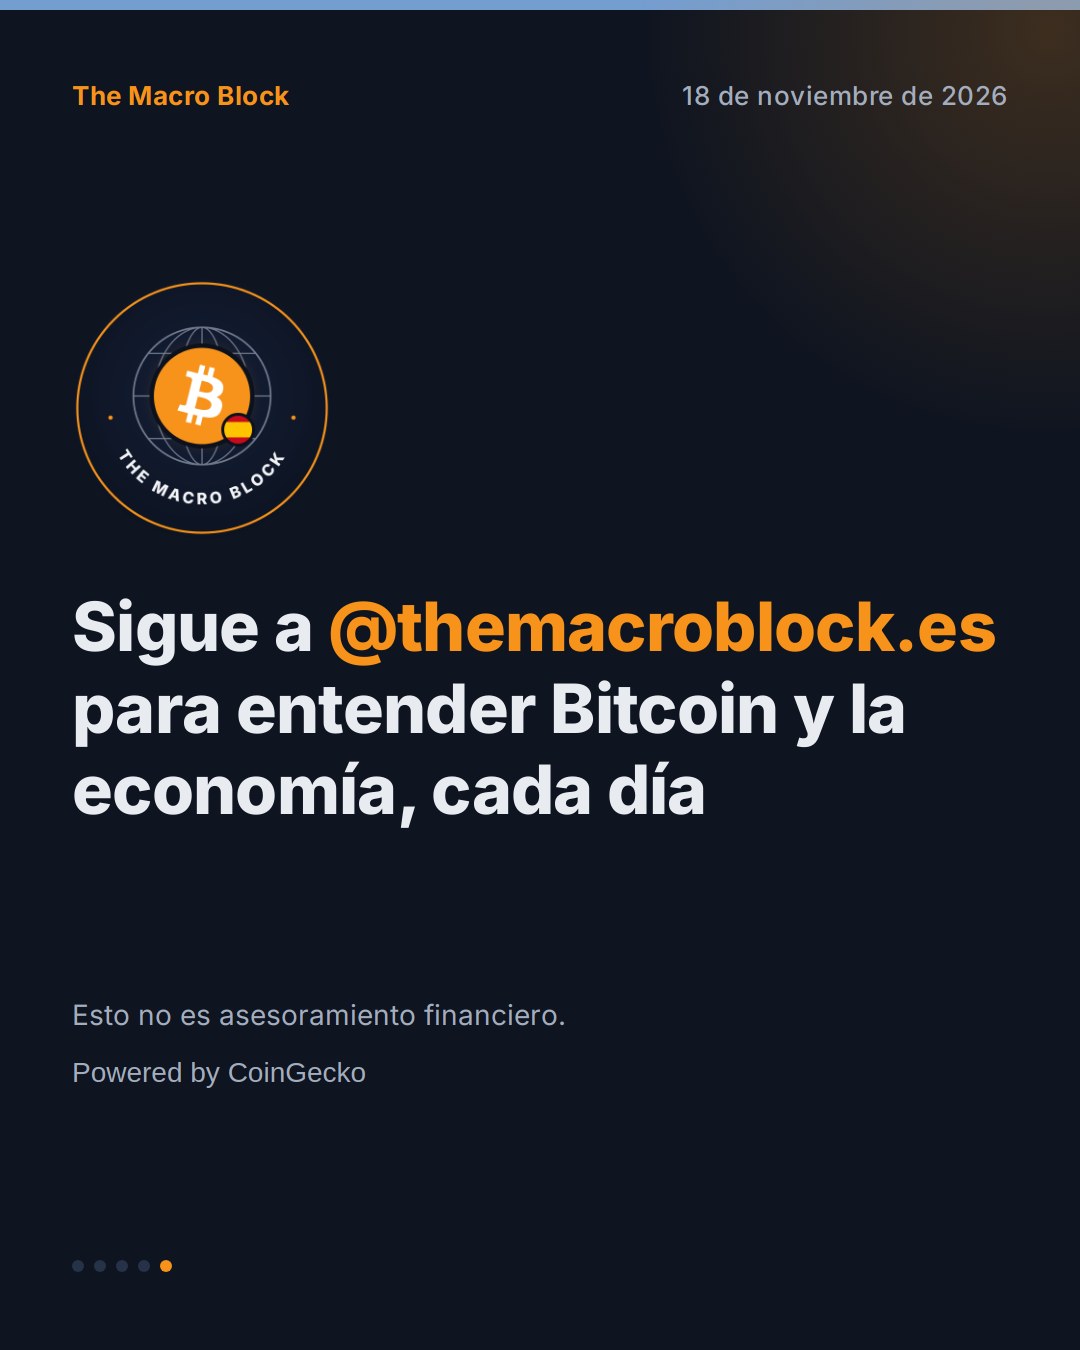 The Macro Block
18 de noviembre de 2026
THE MACRO BLOCK
Sigue a @themacroblock.es
para entender Bitcoin y la
economía, cada día
Esto no es asesoramiento financiero.
Powered by CoinGecko